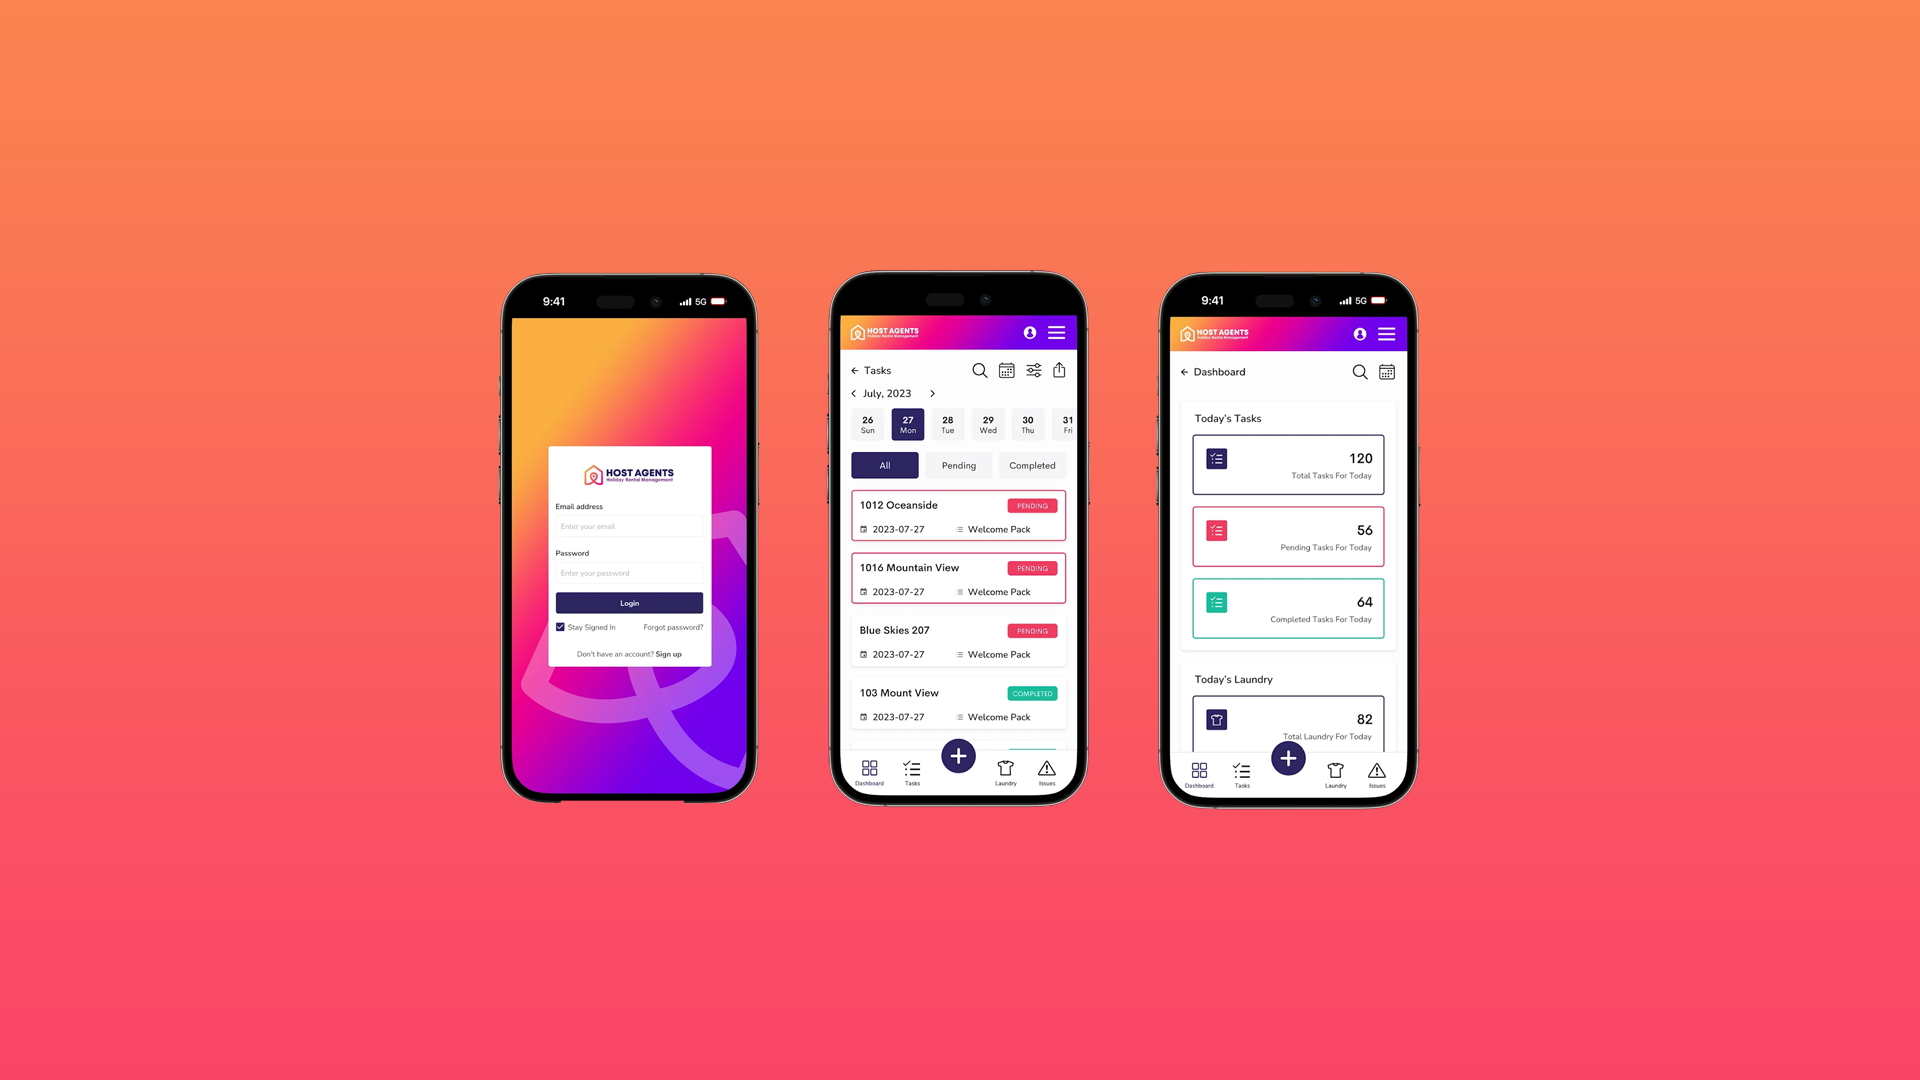 9:41
5G
HOST AGENTS
Holiday Rental Management
Email address
Enter your email
Password
Enter your password
Login
Stay Signed In Forgot password?
Don't have an account? Sign up
HOST AGENTS
Holiday Rental Management
Tasks
July, 2023
26 27 28 29 30 31
Sun Mon Tue Wed Thu Fri
All Pending Completed
1012 Oceanside PENDING
2023-07-27 Welcome Pack
1016 Mountain View PENDING
2023-07-27 Welcome Pack
Blue Skies 207 PENDING
2023-07-27 Welcome Pack
103 Mount View COMPLETED
2023-07-27 Welcome Pack
Dashboard Tasks Laundry Issues
9:41
5G
HOST AGENTS
Holiday Rental Management
Dashboard
Today's Tasks
120
Total Tasks For Today
56
Pending Tasks For Today
64
Completed Tasks For Today
Today's Laundry
82
Total Laundry For Today
Dashboard Tasks Laundry Issues